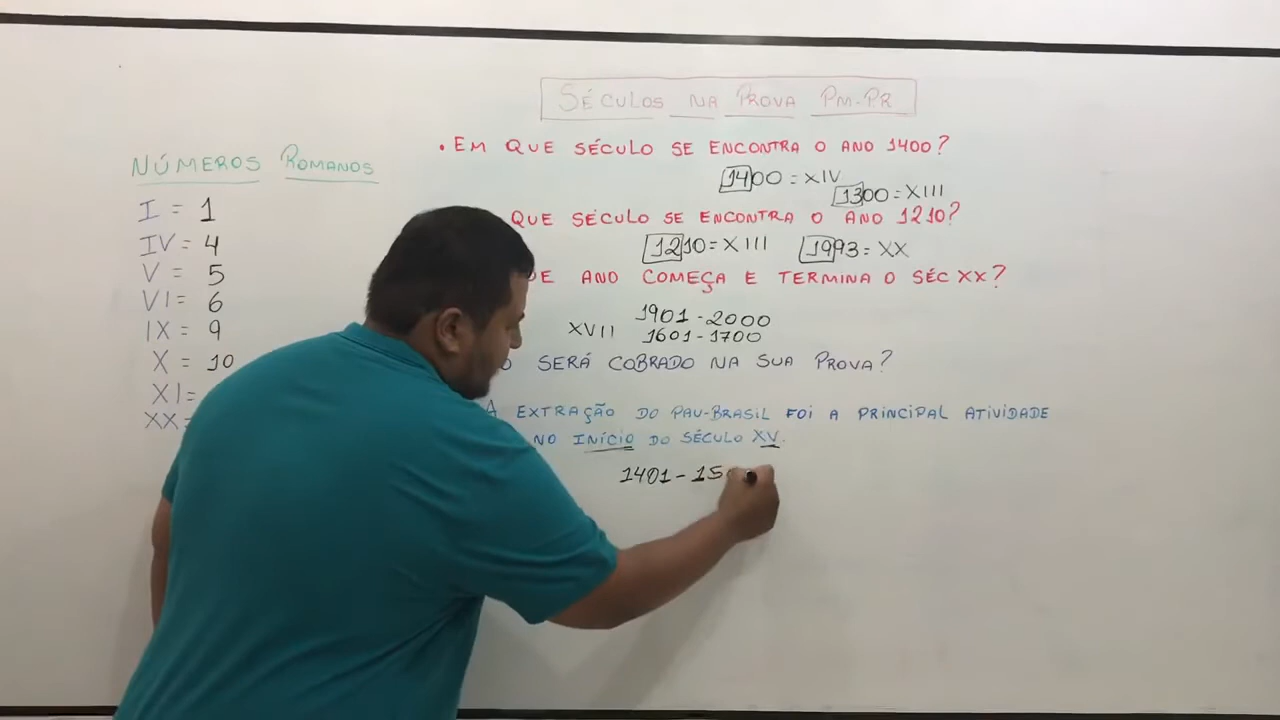 SÉCULOS NA PROVA PM-PR
NÚMEROS ROMANOS
I = 1
IV = 4
V = 5
VI = 6
IX = 9
X = 10
XI =
XX =
• EM QUE SÉCULO SE ENCONTRA O ANO 1400?
1400 = XIV
1300 = XIII
QUE SÉCULO SE ENCONTRA O ANO 1210?
1210 = XIII 1993 = XX
DE ANO COMEÇA E TERMINA O SÉC XX?
1901 - 2000
XVII 1601 - 1700
SERÁ COBRADO NA SUA PROVA?
A EXTRAÇÃO DO PAU-BRASIL FOI A PRINCIPAL ATIVIDADE
NO INÍCIO DO SÉCULO XV.
1401 - 15